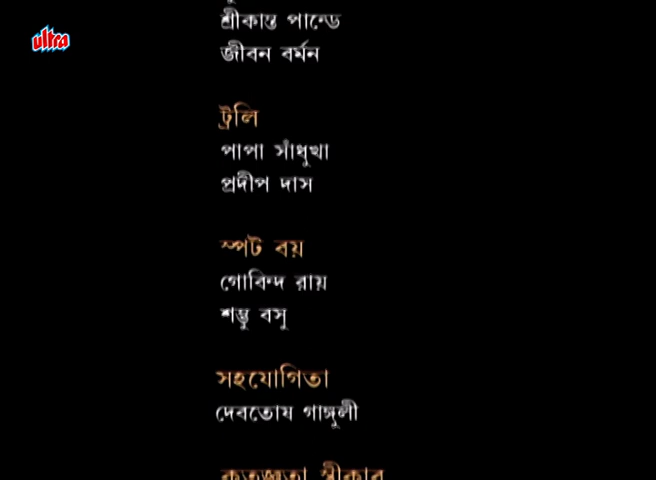 ultra
শ্রীকান্ত পান্ডে
জীবন বর্মন
ট্রলি
পাপা সাঁধুখা
প্রদীপ দাস
স্পট বয়
গোবিন্দ রায়
শম্ভু বসু
সহযোগিতা
দেবতোষ গাঙ্গুলী
কৃতজ্ঞতা স্বীকার